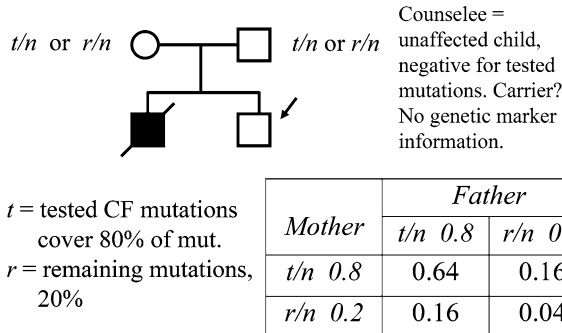 t/n or r/n
t/n or r/n
Counselee =
unaffected child,
negative for tested
mutations. Carrier?
No genetic marker
information.
t = tested CF mutations
cover 80% of mut.
r = remaining mutations,
20%
Father
Mother
t/n 0.8 r/n
t/n 0.8 0.64 0.16
r/n 0.2 0.16 0.04